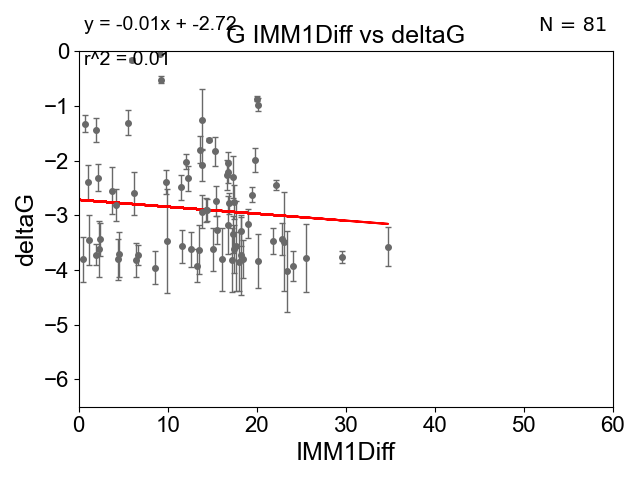 y = -0.01x + -2.72
N = 81
G IMM1Diff vs deltaG
r^2 = 0.01
0
−1
−2
−3
−4
−5
−6
deltaG
0 10 20 30 40 50 60
IMM1Diff